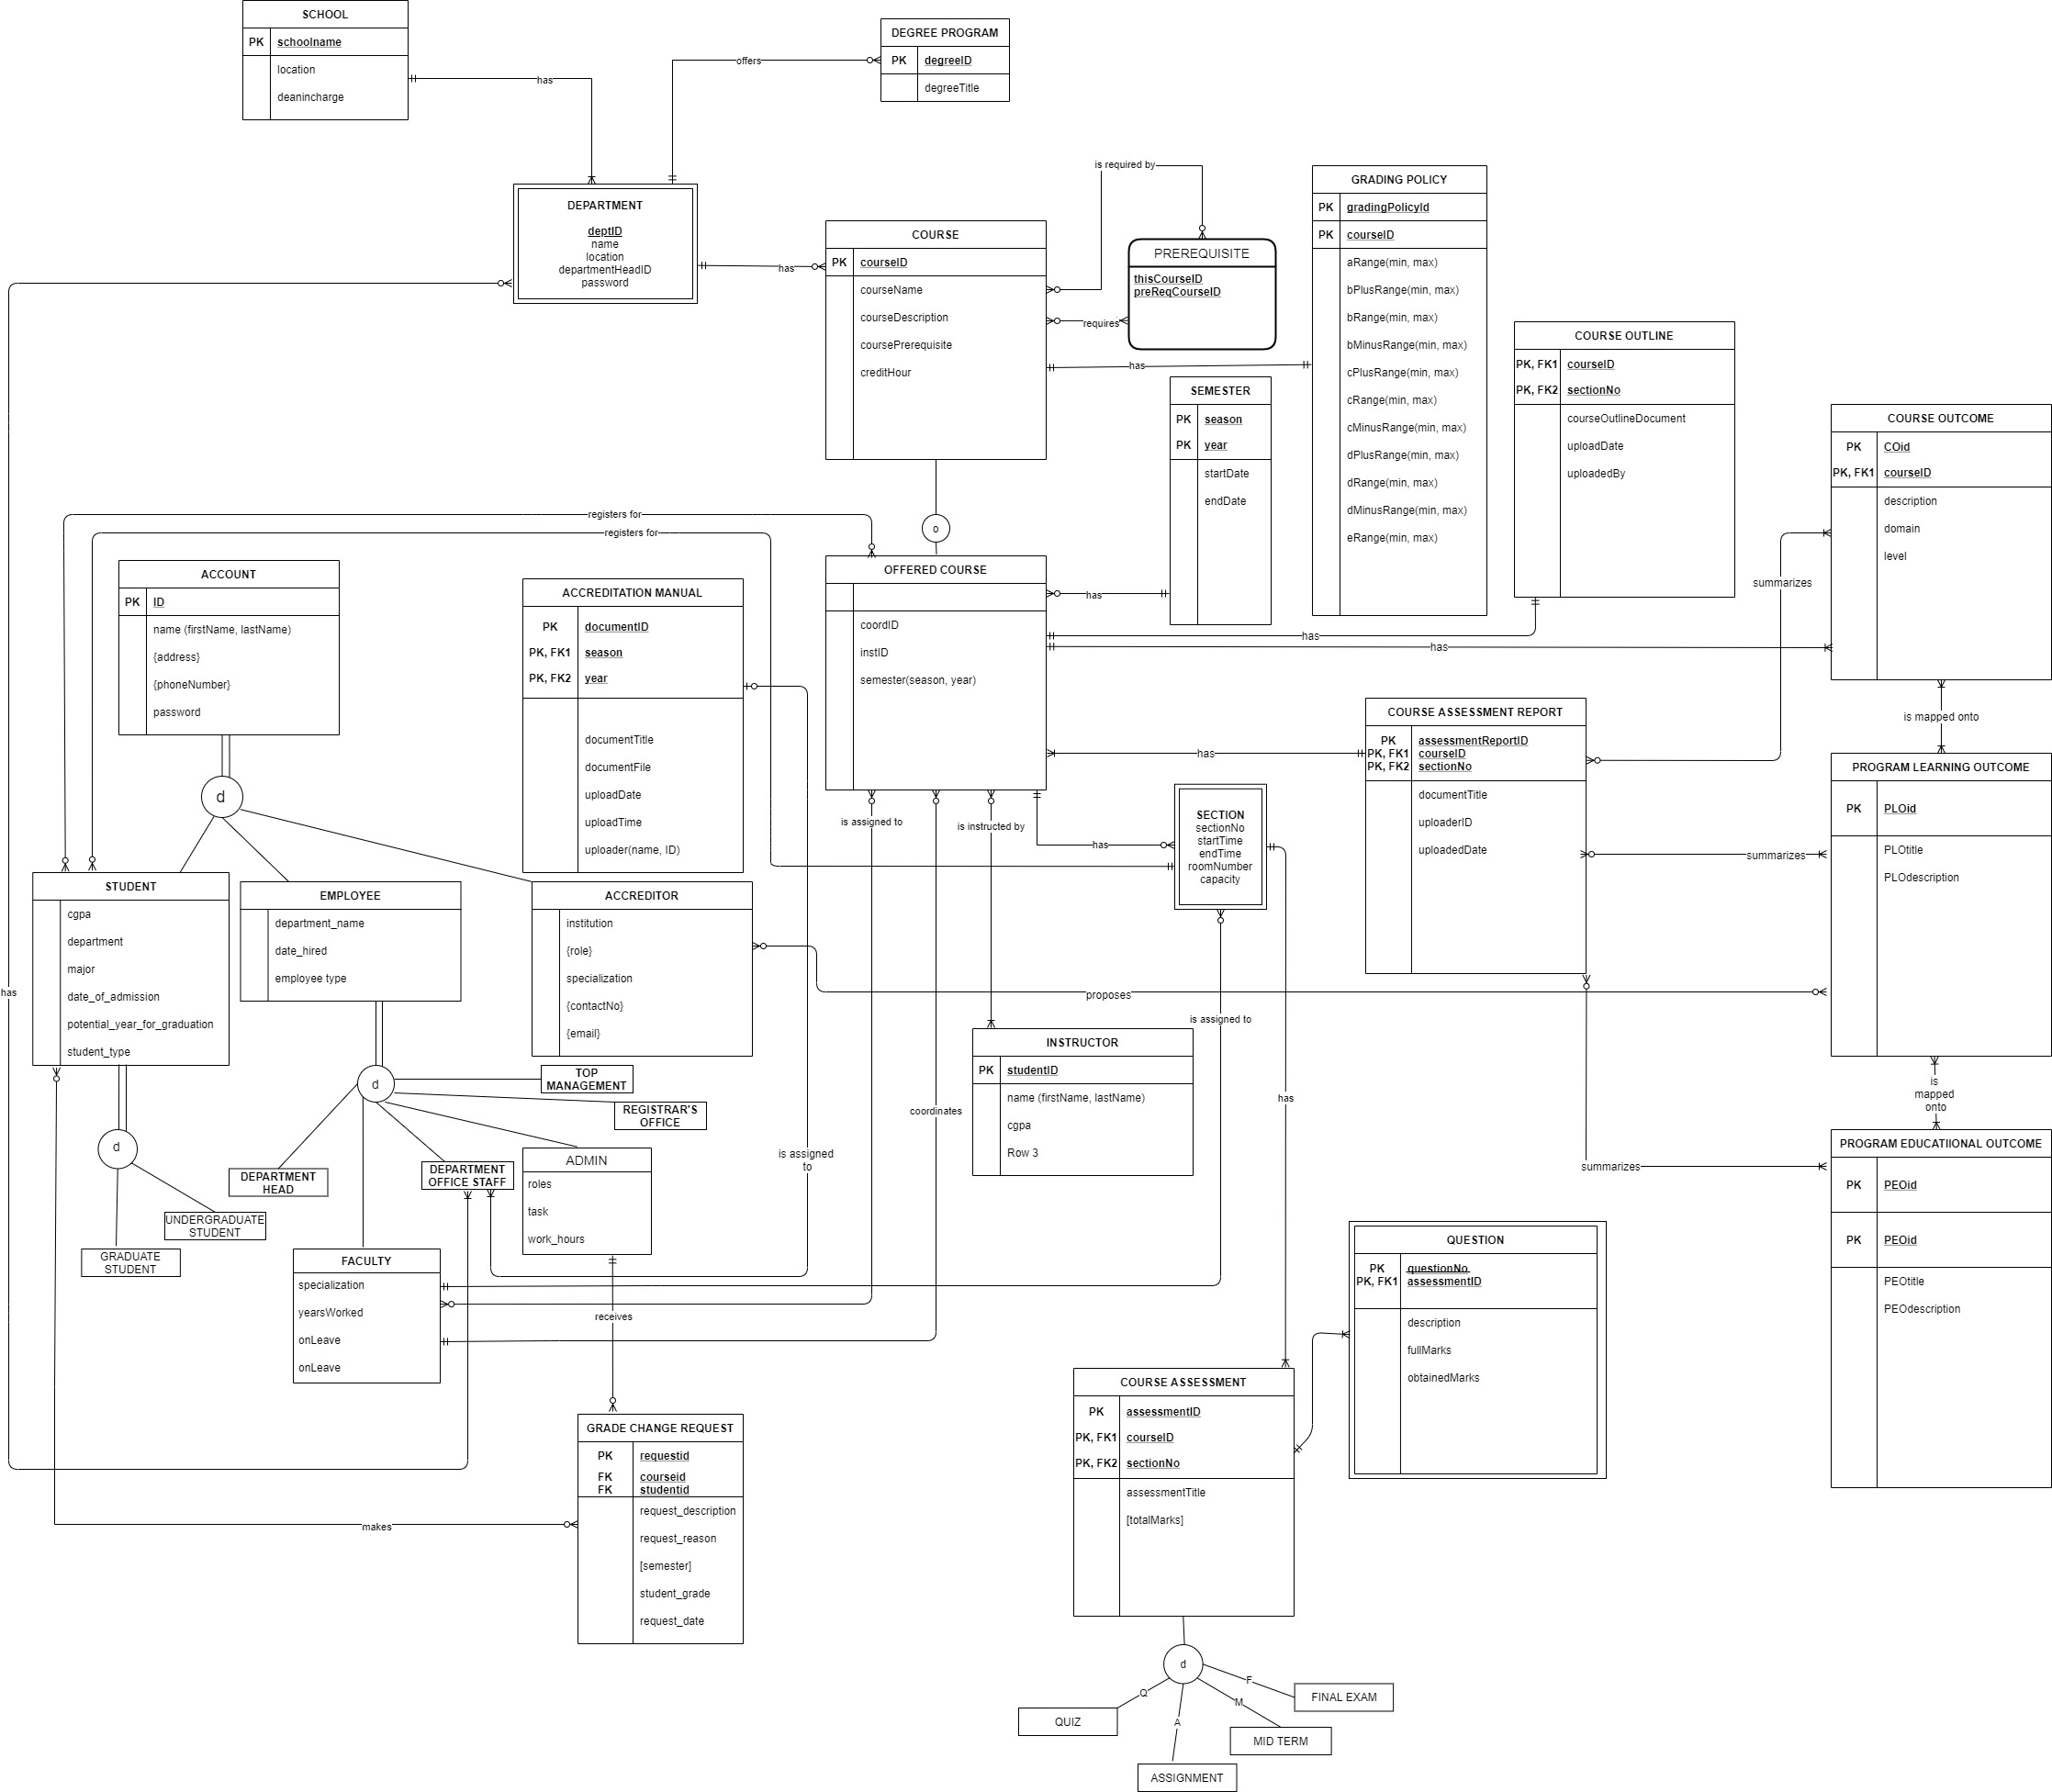 SCHOOL
PK schoolname
location
deanincharge
has
offers
DEGREE PROGRAM
PK degreeID
degreeTitle
DEPARTMENT
deptID
name
location
departmentHeadID
password
has
COURSE
PK courseID
courseName
courseDescription
coursePrerequisite
creditHour
is required by
PREREQUISITE
thisCourseID
preReqCourseID
requires
has
GRADING POLICY
PK gradingPolicyId
PK courseID
aRange(min, max)
bPlusRange(min, max)
bRange(min, max)
bMinusRange(min, max)
cPlusRange(min, max)
cRange(min, max)
cMinusRange(min, max)
dPlusRange(min, max)
dRange(min, max)
dMinusRange(min, max)
eRange(min, max)
SEMESTER
PK season
PK year
startDate
endDate
COURSE OUTLINE
PK, FK1 courseID
PK, FK2 sectionNo
courseOutlineDocument
uploadDate
uploadedBy
COURSE OUTCOME
PK COid
PK, FK1 courseID
description
domain
level
summarizes
registers for
registers for
o
OFFERED COURSE
coordID
instID
semester(season, year)
has
has
has
has
ACCOUNT
PK ID
name (firstName, lastName)
{address}
{phoneNumber}
password
d
ACCREDITATION MANUAL
PK documentID
PK, FK1 season
PK, FK2 year
documentTitle
documentFile
uploadDate
uploadTime
uploader(name, ID)
is mapped onto
COURSE ASSESSMENT REPORT
PK assessmentReportID
PK, FK1 courseID
PK, FK2 sectionNo
documentTitle
uploaderID
uploadedDate
PROGRAM LEARNING OUTCOME
PK PLOid
PLOtitle
PLOdescription
summarizes
is assigned to
is instructed by
has
SECTION
sectionNo
startTime
endTime
roomNumber
capacity
STUDENT
cgpa
department
major
date_of_admission
potential_year_for_graduation
student_type
EMPLOYEE
department_name
date_hired
employee type
ACCREDITOR
institution
{role}
specialization
{contactNo}
{email}
has
proposes
is assigned to
INSTRUCTOR
PK studentID
name (firstName, lastName)
cgpa
Row 3
d
TOP
MANAGEMENT
REGISTRAR'S
OFFICE
coordinates
has
is
mapped
onto
d
DEPARTMENT
HEAD
DEPARTMENT
OFFICE STAFF
ADMIN
roles
task
work_hours
is assigned
to
summarizes
PROGRAM EDUCATIIONAL OUTCOME
PK PEOid
PK PEOid
PEOtitle
PEOdescription
UNDERGRADUATE
STUDENT
GRADUATE
STUDENT
FACULTY
specialization
yearsWorked
onLeave
onLeave
receives
QUESTION
PK questionNo
PK, FK1 assessmentID
description
fullMarks
obtainedMarks
COURSE ASSESSMENT
PK assessmentID
PK, FK1 courseID
PK, FK2 sectionNo
assessmentTitle
[totalMarks]
GRADE CHANGE REQUEST
PK requestid
FK courseid
FK studentid
request_description
request_reason
[semester]
student_grade
request_date
makes
d
Q
A
M
F
QUIZ
ASSIGNMENT
MID TERM
FINAL EXAM